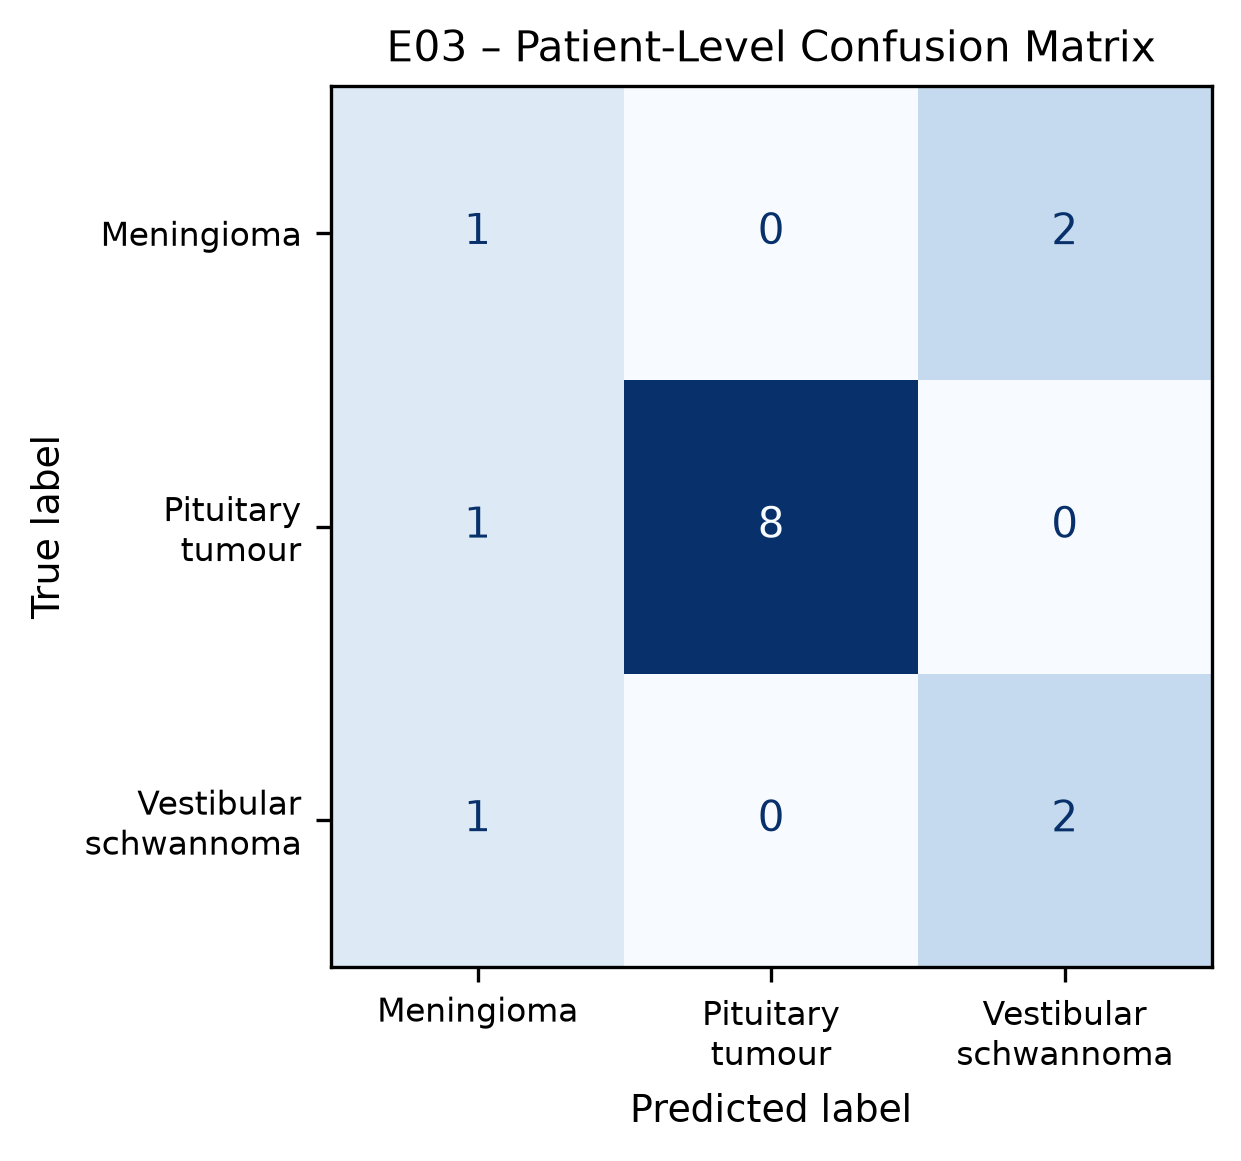 E03 – Patient-Level Confusion Matrix
True label
Meningioma
1
0
2
Pituitary
tumour
1
8
0
Vestibular
schwannoma
1
0
2
Meningioma
Pituitary
tumour
Vestibular
schwannoma
Predicted label